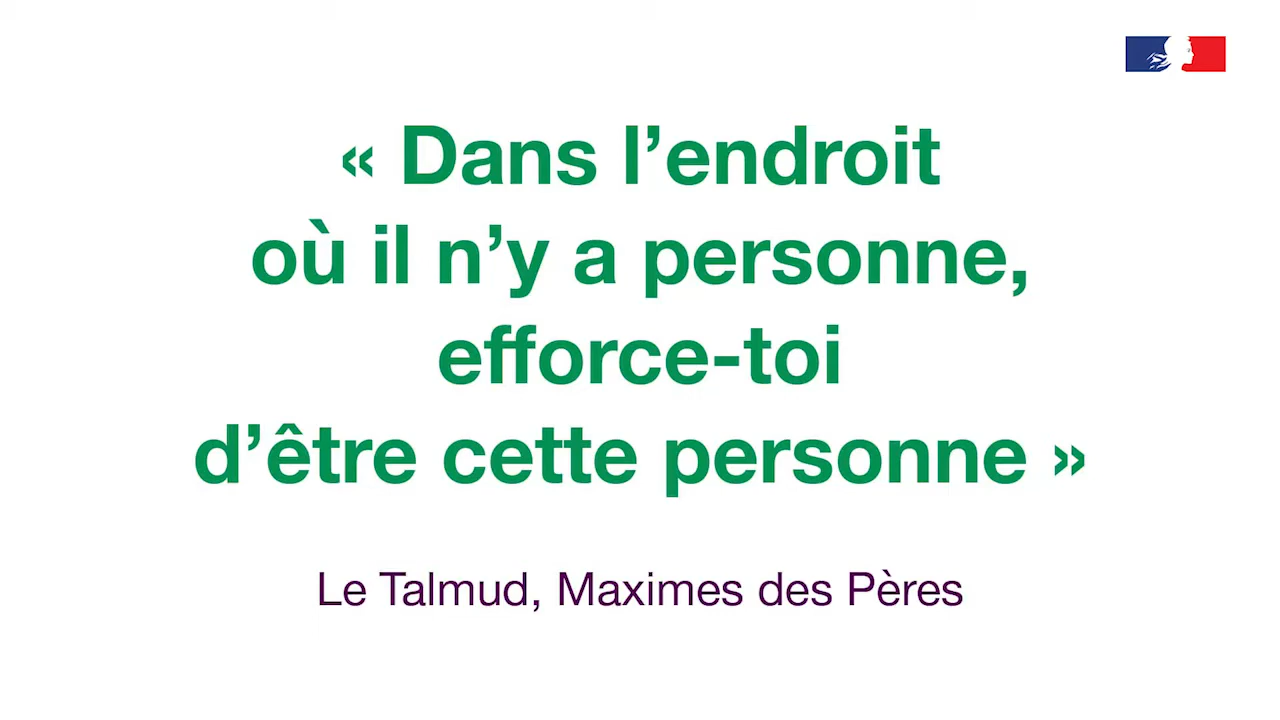 « Dans l’endroit
où il n’y a personne,
efforce-toi
d’être cette personne »
Le Talmud, Maximes des Pères